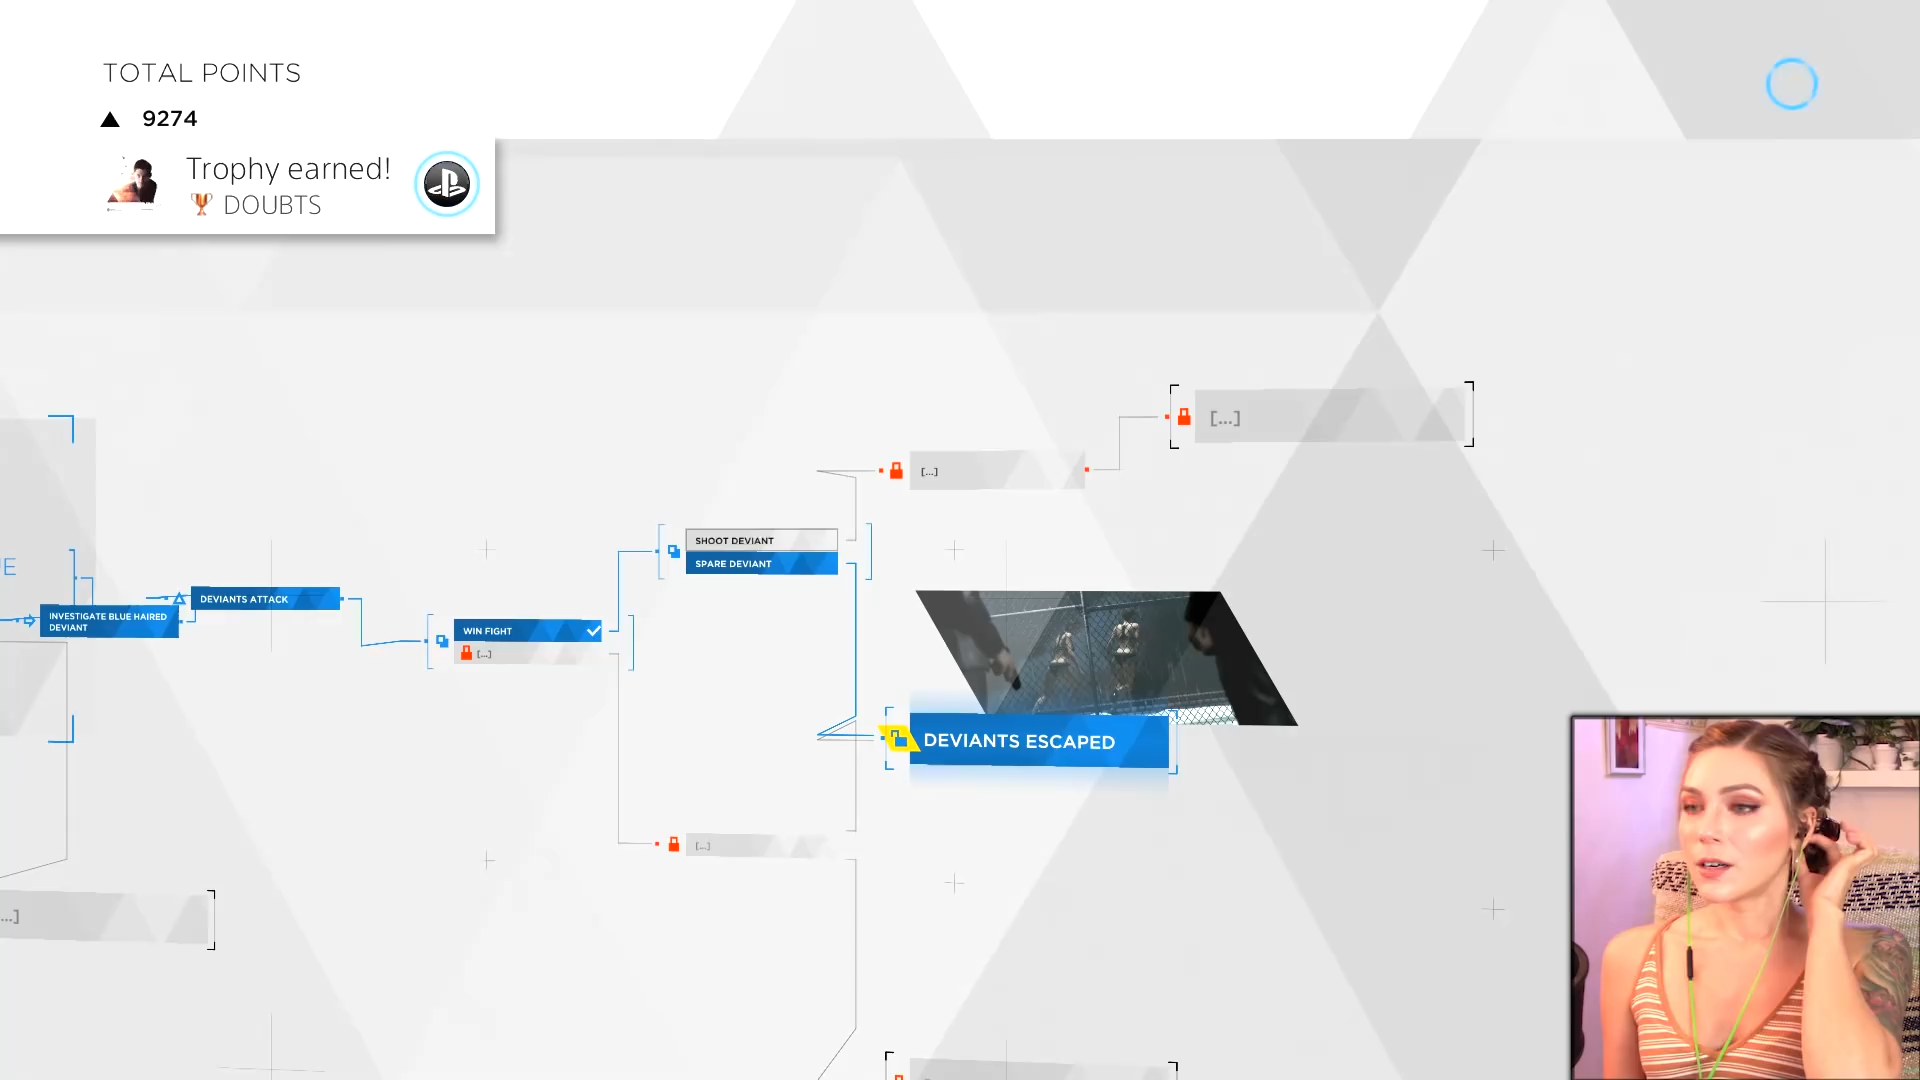 TOTAL POINTS
9274
Trophy earned!
DOUBTS
[...]
[...]
SHOOT DEVIANT
SPARE DEVIANT
E
DEVIANTS ATTACK
INVESTIGATE BLUE HAIRED
DEVIANT
WIN FIGHT
[...]
DEVIANTS ESCAPED
[...]
...]